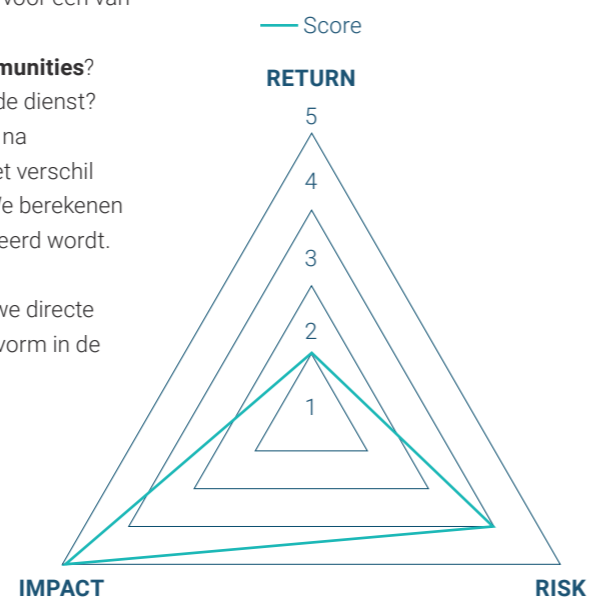 voor een van
munities?
de dienst?
na
et verschil
e berekenen
eerd wordt.
we directe
vorm in de
Score
RETURN
5
4
3
2
1
IMPACT
RISK